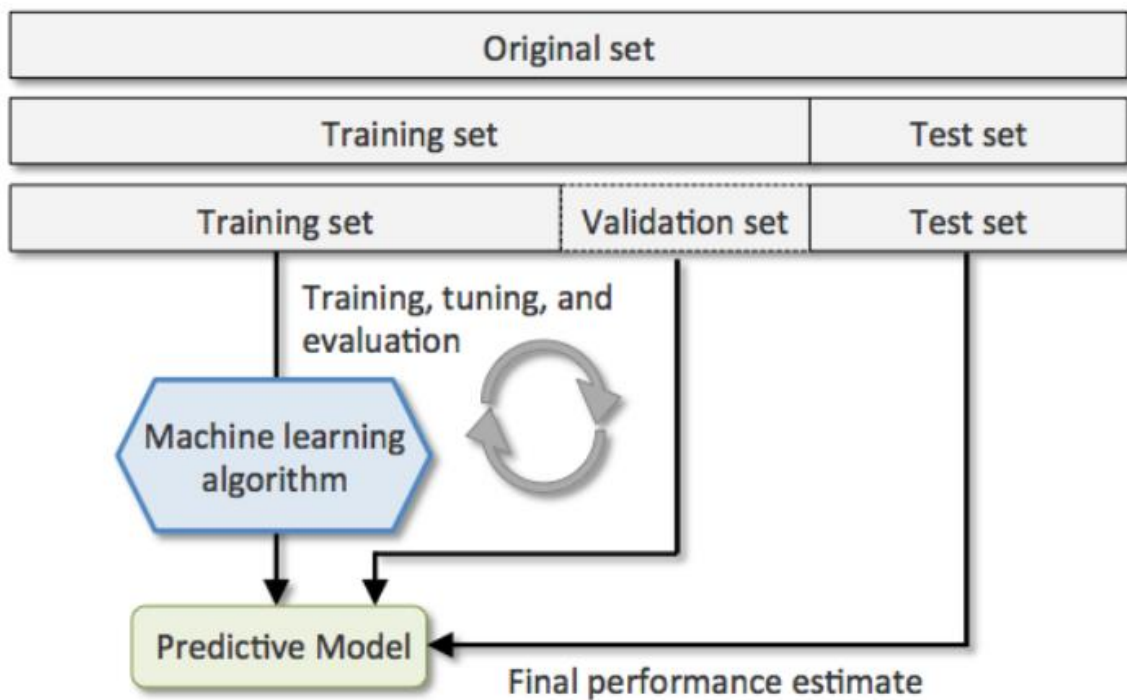 Original set
Training set
Test set
Training set
Validation set
Test set
Training, tuning, and
evaluation
Machine learning
algorithm
Predictive Model
Final performance estimate